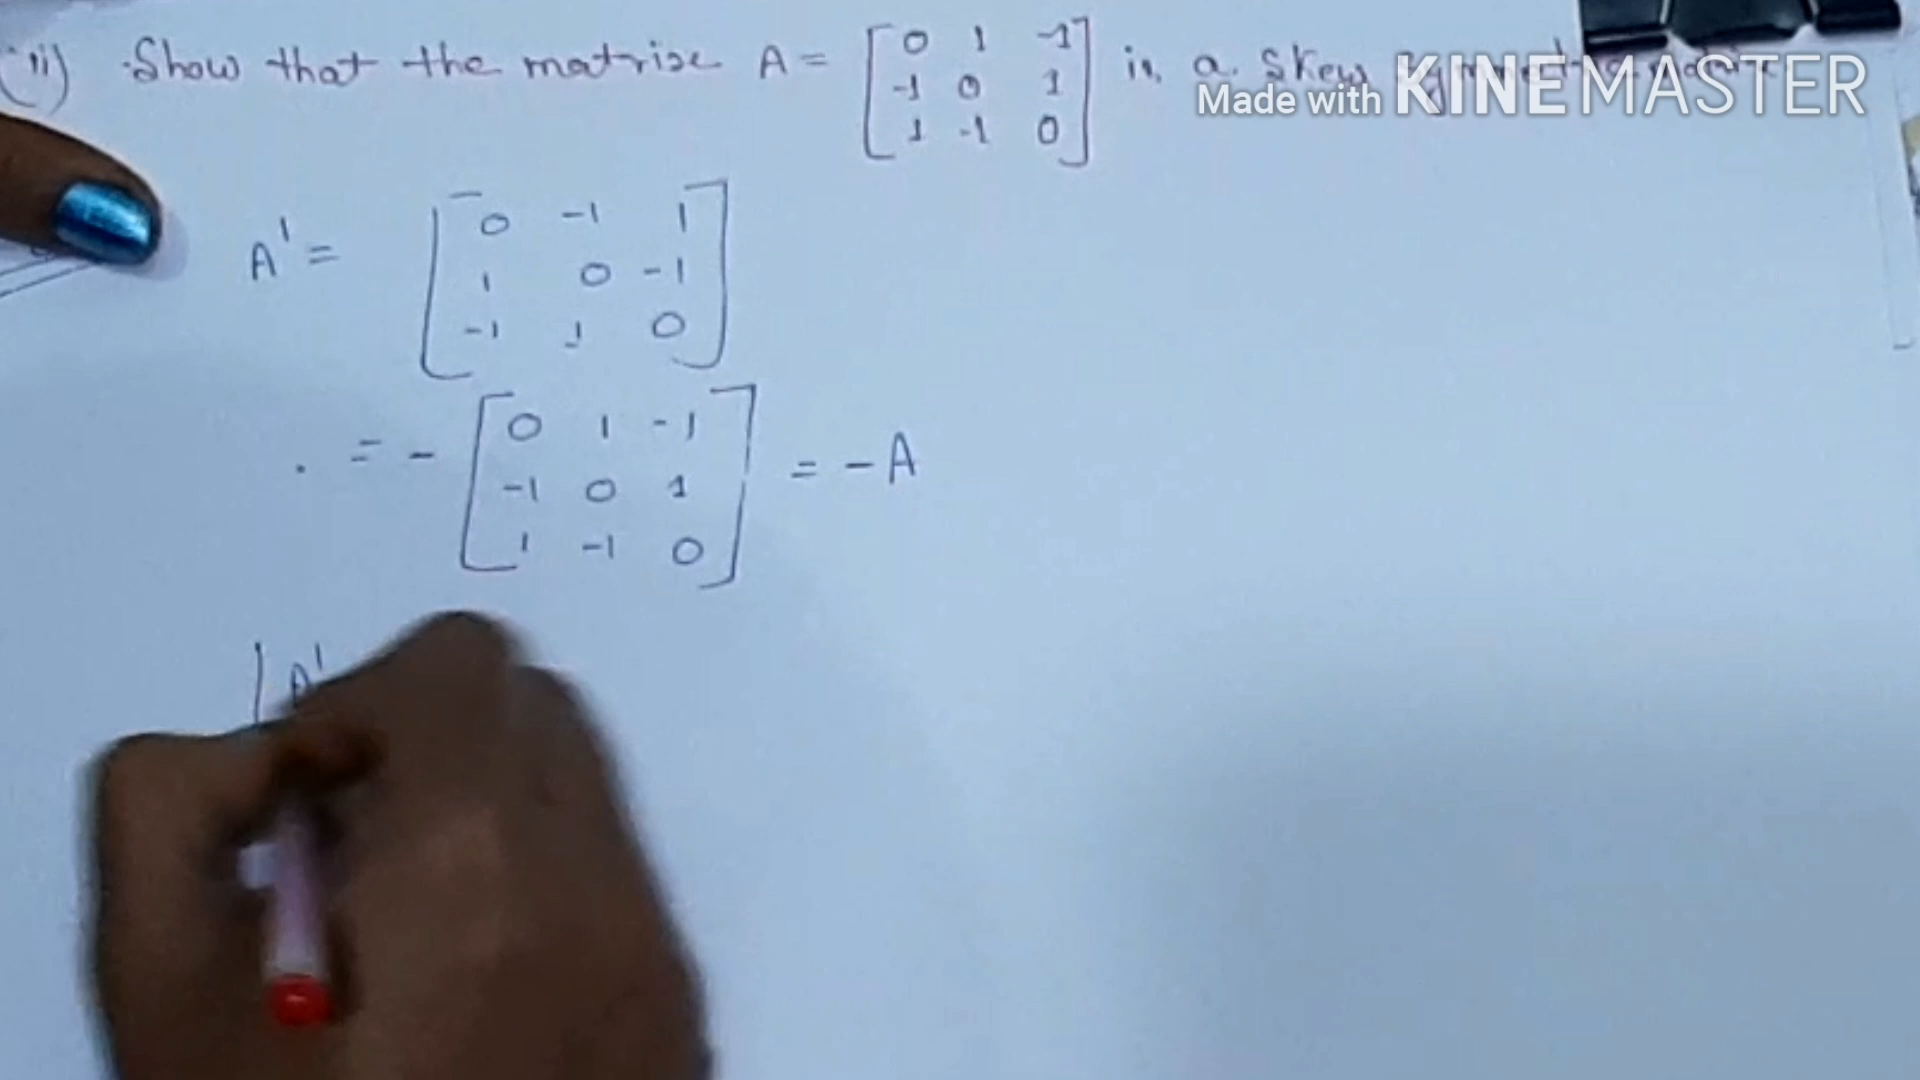 (ii) Show that the matrix A = [0 1 -1
-1 0 1
1 -1 0] is a skew
Made with KINEMASTER
A' = [0 -1 1
1 0 -1
-1 1 0]
= - [0 1 -1
-1 0 1
1 -1 0] = -A
A'